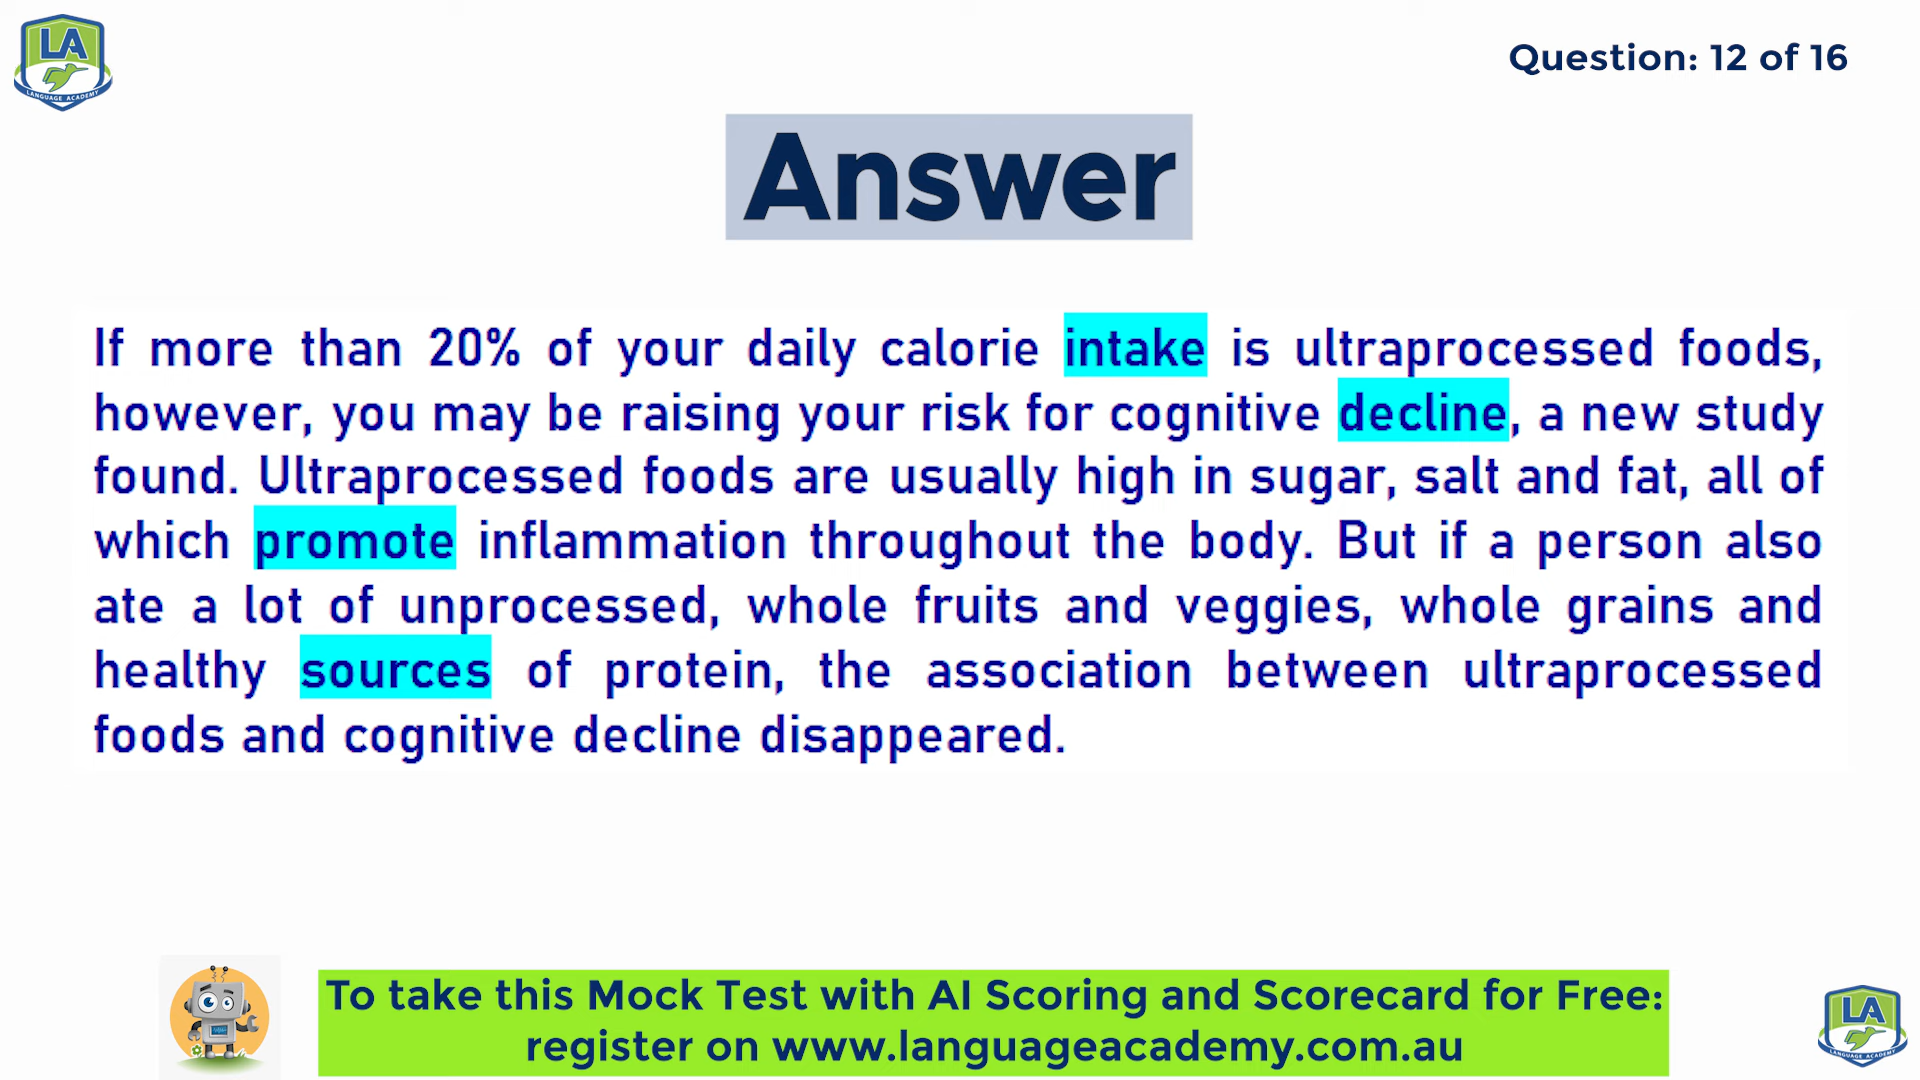 LA
LANGUAGE ACADEMY
Question: 12 of 16
Answer
If more than 20% of your daily calorie intake is ultraprocessed foods,
however, you may be raising your risk for cognitive decline, a new study
found. Ultraprocessed foods are usually high in sugar, salt and fat, all of
which promote inflammation throughout the body. But if a person also
ate a lot of unprocessed, whole fruits and veggies, whole grains and
healthy sources of protein, the association between ultraprocessed
foods and cognitive decline disappeared.
To take this Mock Test with AI Scoring and Scorecard for Free:
register on www.languageacademy.com.au
LA
LANGUAGE ACADEMY